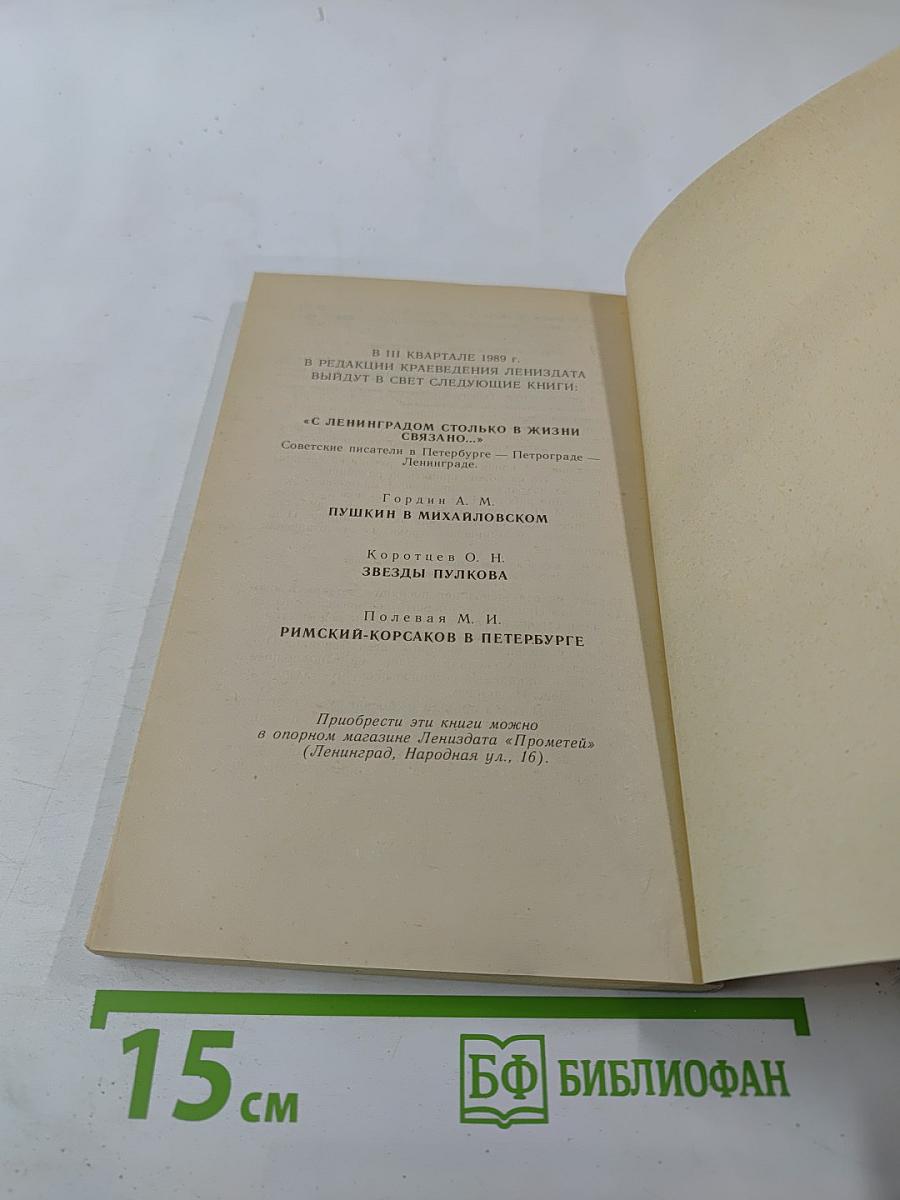 В III КВАРТАЛЕ 1989 г.
В РЕДАКЦИИ КРАЕВЕДЕНИЯ ЛЕНИЗДАТА
ВЫЙДУТ В СВЕТ СЛЕДУЮЩИЕ КНИГИ:
«С ЛЕНИНГРАДОМ СТОЛЬКО В ЖИЗНИ
СВЯЗАНО...»
Советские писатели в Петербурге — Петрограде —
Ленинграде.
Гордин А. М.
ПУШКИН В МИХАЙЛОВСКОМ
Коротцев О. Н.
ЗВЕЗДЫ ПУЛКОВА
Полевая М. И.
РИМСКИЙ-КОРСАКОВ В ПЕТЕРБУРГЕ
Приобрести эти книги можно
в опорном магазине Лениздата «Прометей»
(Ленинград, Народная ул., 16).
15 см
БФ БИБЛИОФАН